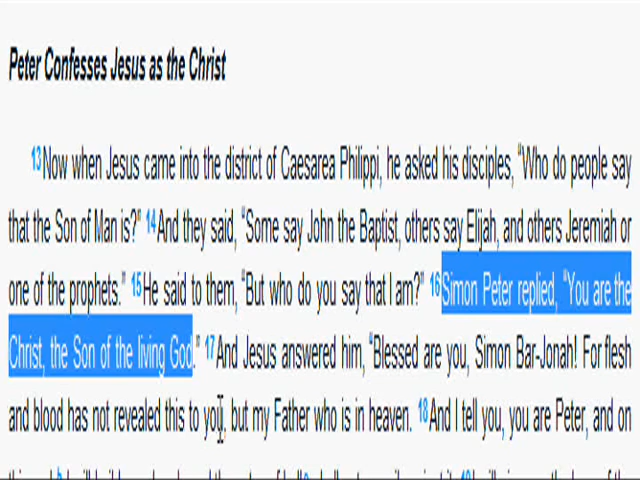 Peter Confesses Jesus as the Christ
13Now when Jesus came into the district of Caesarea Philippi, he asked his disciples, “Who do people say
that the Son of Man is?” 14And they said, “Some say John the Baptist, others say Elijah, and others Jeremiah or
one of the prophets.” 15He said to them, “But who do you say that I am?” 16Simon Peter replied, “You are the
Christ, the Son of the living God.” 17And Jesus answered him, “Blessed are you, Simon Bar-Jonah! For flesh
and blood has not revealed this to you, but my Father who is in heaven. 18And I tell you, you are Peter, and on